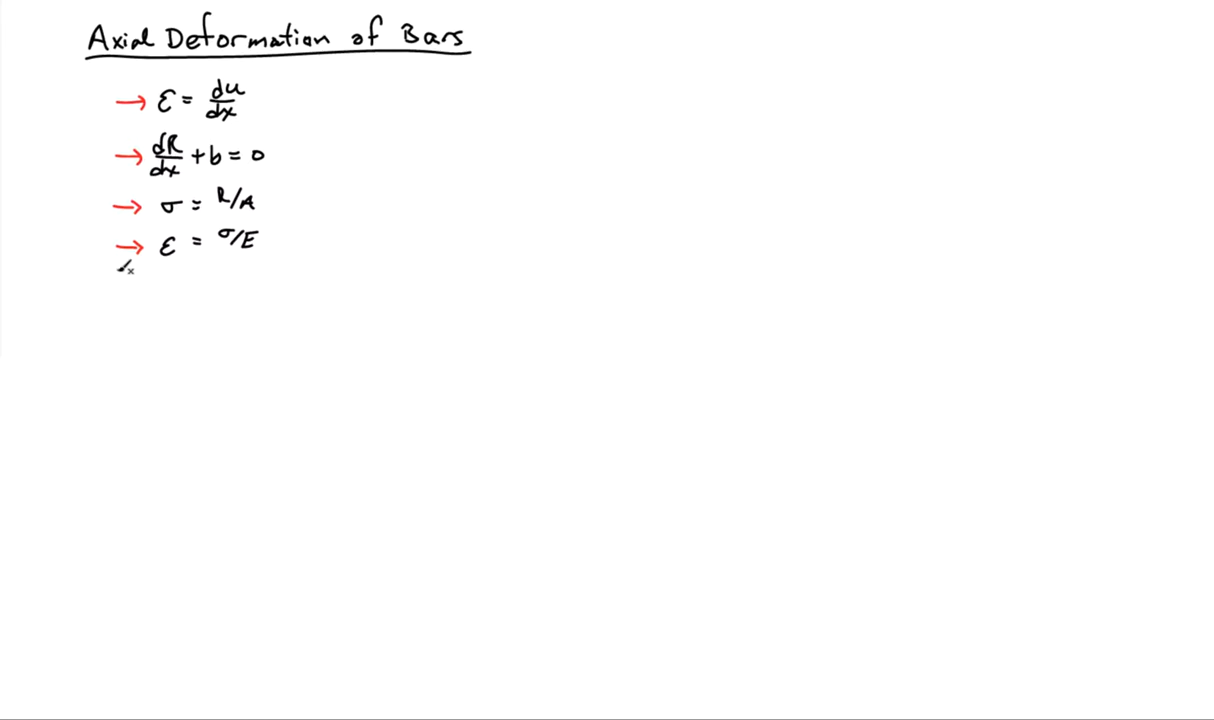 Axial Deformation of Bars
→ ε = du/dx
→ dR/dx + b = 0
→ σ = R/A
→ ε = σ/E